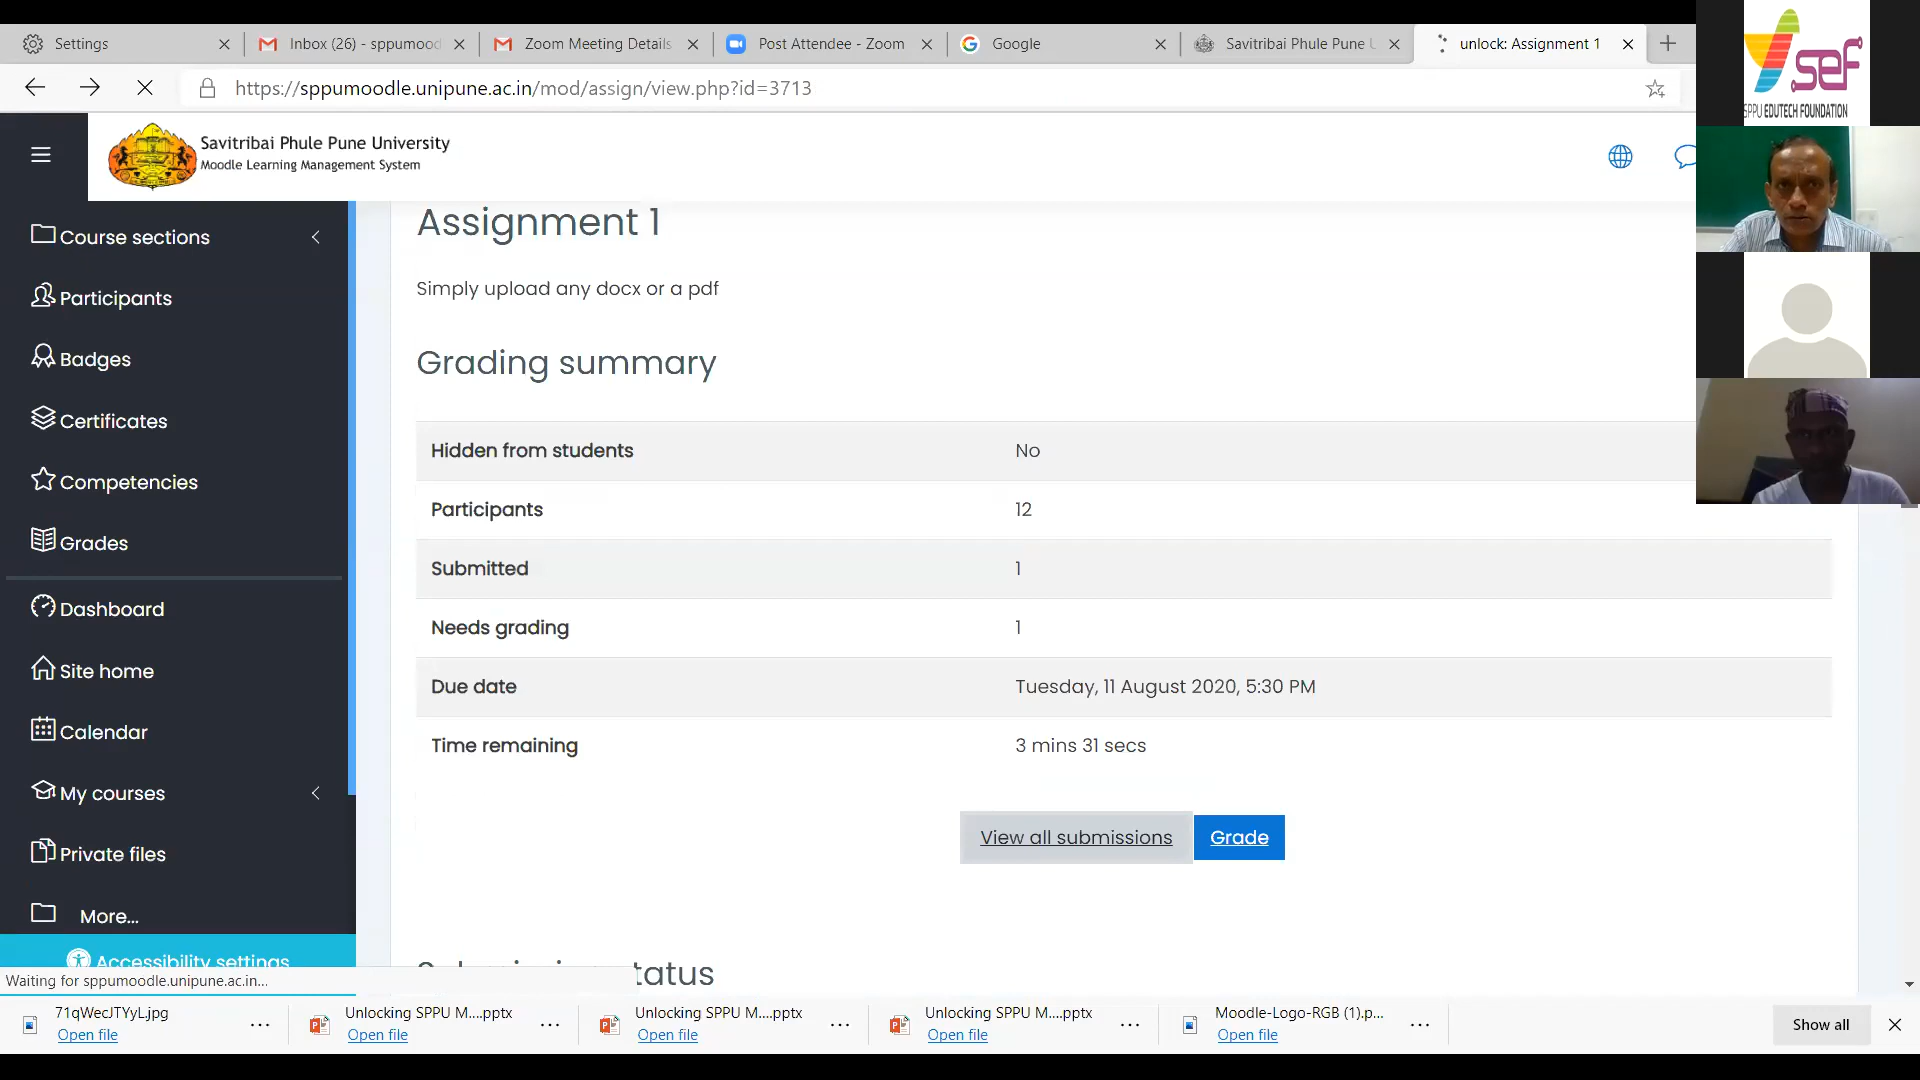 Settings
Inbox (26) - sppumood
Zoom Meeting Details
Post Attendee - Zoom
Google
Savitribai Phule Pune U
unlock: Assignment 1
https://sppumoodle.unipune.ac.in/mod/assign/view.php?id=3713
sef
SPPU EDUTECH FOUNDATION
Savitribai Phule Pune University
Moodle Learning Management System
Course sections
Participants
Badges
Certificates
Competencies
Grades
Dashboard
Site home
Calendar
My courses
Private files
More...
Accessibility settings
Assignment 1
Simply upload any docx or a pdf
Grading summary
Hidden from students No
Participants 12
Submitted 1
Needs grading 1
Due date Tuesday, 11 August 2020, 5:30 PM
Time remaining 3 mins 31 secs
View all submissions Grade
tatus
Waiting for sppumoodle.unipune.ac.in...
71qWecJTYyL.jpg
Open file
Unlocking SPPU M....pptx
Open file
Unlocking SPPU M....pptx
Open file
Unlocking SPPU M....pptx
Open file
Moodle-Logo-RGB (1).p...
Open file
Show all